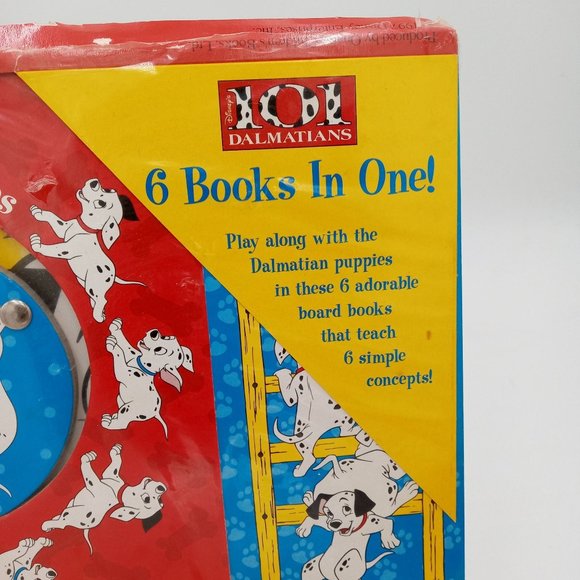 Disney's
101
DALMATIANS
6 Books In One!
Play along with the
Dalmatian puppies
in these 6 adorable
board books
that teach
6 simple
concepts!